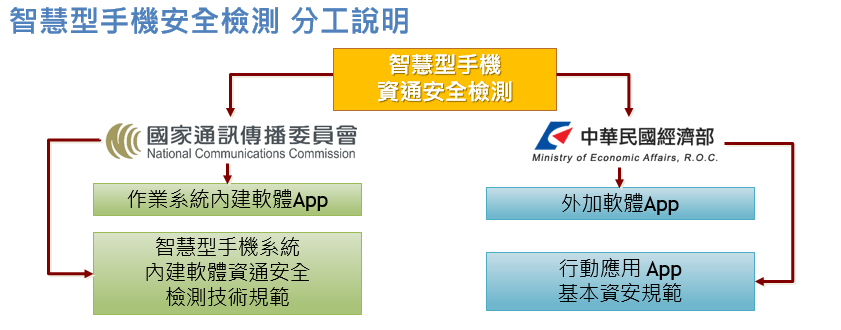 智慧型手機安全檢測 分工說明
智慧型手機
資通安全檢測
國家通訊傳播委員會
National Communications Commission
中華民國經濟部
Ministry of Economic Affairs, R.O.C.
作業系統內建軟體App
外加軟體App
智慧型手機系統
內建軟體資通安全
檢測技術規範
行動應用 App
基本資安規範